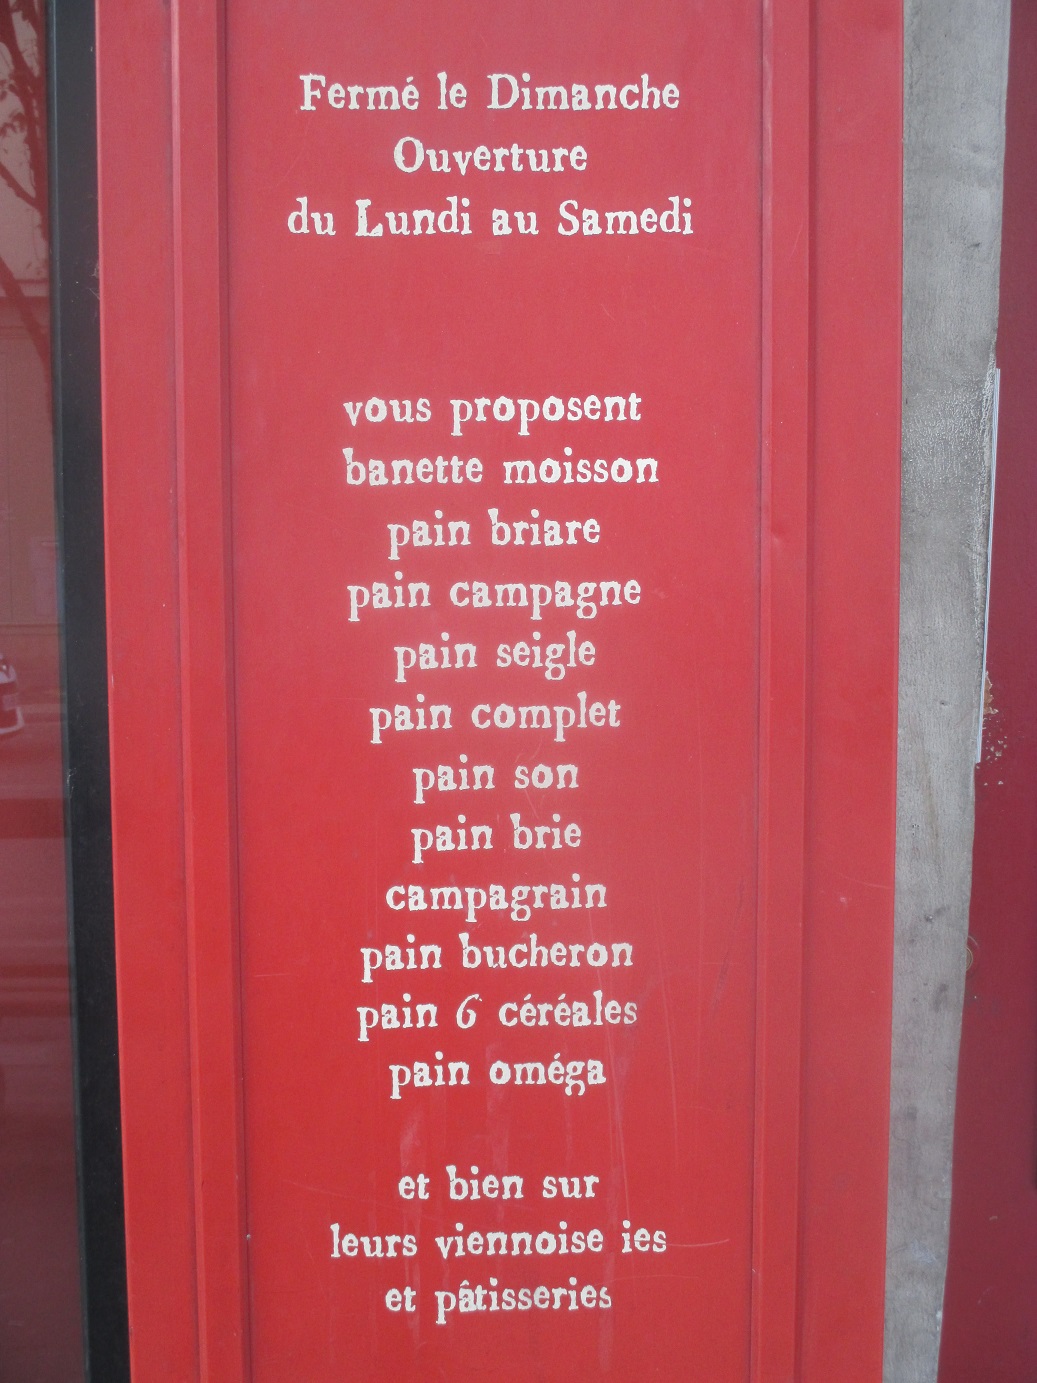 Fermé le Dimanche
Ouverture
du Lundi au Samedi
vous proposent
banette moisson
pain briare
pain campagne
pain seigle
pain complet
pain son
pain brie
campagrain
pain bucheron
pain 6 céréales
pain oméga
et bien sur
leurs viennoise ies
et pâtisseries